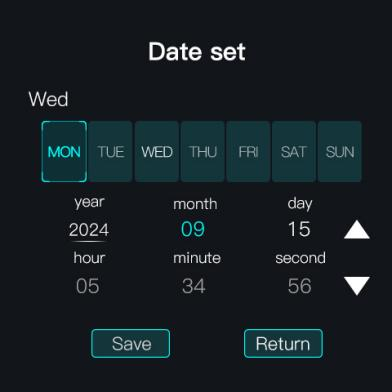 Date set
Wed
MON TUE WED THU FRI SAT SUN
year month day
2024 09 15
hour minute second
05 34 56
Save Return